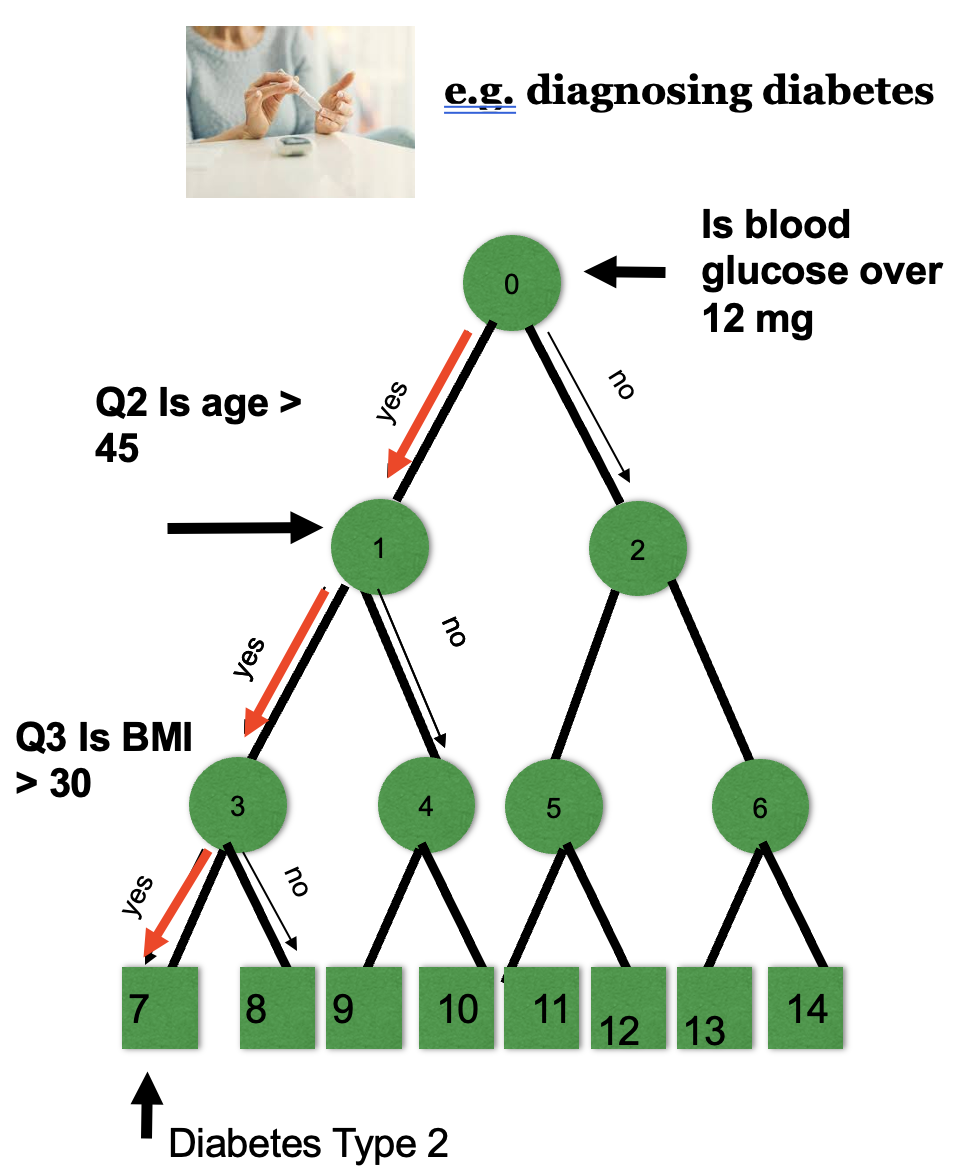 e.g. diagnosing diabetes
Is blood
glucose over
12 mg
0
yes
no
Q2 Is age >
45
1
2
yes
no
Q3 Is BMI
> 30
3
4
5
6
yes
no
7
8
9
10
11
12
13
14
Diabetes Type 2